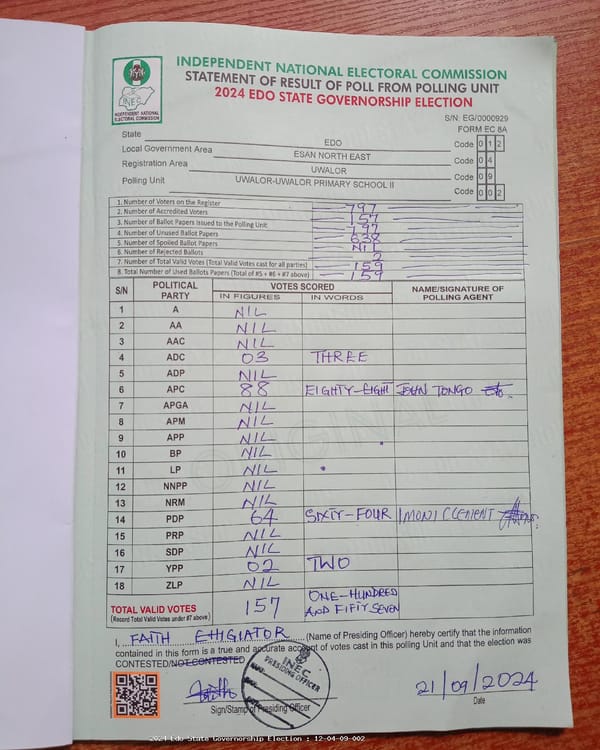 INDEPENDENT NATIONAL ELECTORAL COMMISSION
STATEMENT OF RESULT OF POLL FROM POLLING UNIT
2024 EDO STATE GOVERNORSHIP ELECTION
INEC
INDEPENDENT NATIONAL
ELECTORAL COMMISSION
S/N: EG/0000929
FORM EC 8A
State EDO Code 0 1 2
Local Government Area ESAN NORTH EAST Code 0 4
Registration Area UWALOR Code 0 9
Polling Unit UWALOR-UWALOR PRIMARY SCHOOL II Code 0 0 2
1. Number of Voters on the Register 797
2. Number of Accredited Voters 157
3. Number of Ballot Papers Issued to the Polling Unit 797
4. Number of Unused Ballot Papers 638
5. Number of Spoiled Ballot Papers NIL
6. Number of Rejected Ballots 2
7. Number of Total Valid Votes (Total Valid Votes cast for all parties) 159
8. Total Number of Used Ballots Papers (Total of #5 + #6 + #7 above) 159
S/N POLITICAL PARTY VOTES SCORED NAME/SIGNATURE OF POLLING AGENT
IN FIGURES IN WORDS
1 A NIL
2 AA NIL
3 AAC NIL
4 ADC 03 THREE
5 ADP NIL
6 APC 88 EIGHTY-EIGHT JOHN TONGO
7 APGA NIL
8 APM NIL
9 APP NIL
10 BP NIL
11 LP NIL
12 NNPP NIL
13 NRM NIL
14 PDP 64 SIXTY-FOUR IMONI CLEMENT
15 PRP NIL
16 SDP NIL
17 YPP 02 TWO
18 ZLP NIL
TOTAL VALID VOTES 157 ONE-HUNDRED AND FIFTY SEVEN
(Record Total Valid Votes under #7 above)
I, FAITH EHIGIATOR (Name of Presiding Officer) hereby certify that the information
contained in this form is a true and accurate account of votes cast in this polling Unit and that the election was
CONTESTED/NOT CONTESTED
INEC
PRESIDING OFFICER
21/09/2024
Sign/Stamp of Presiding Officer Date
2024 Edo State Governorship Election : 12-04-09-002